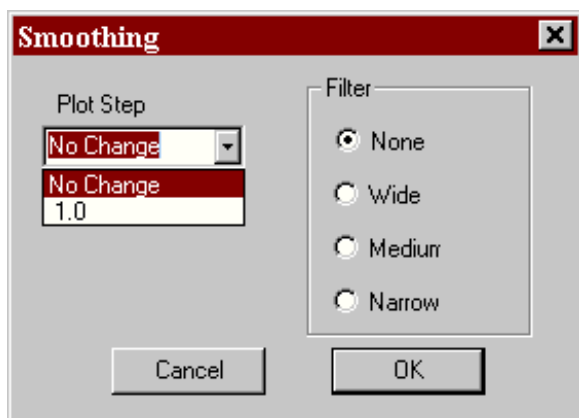 Smoothing
Plot Step
No Change
No Change
1.0
Filter
None
Wide
Medium
Narrow
Cancel
OK